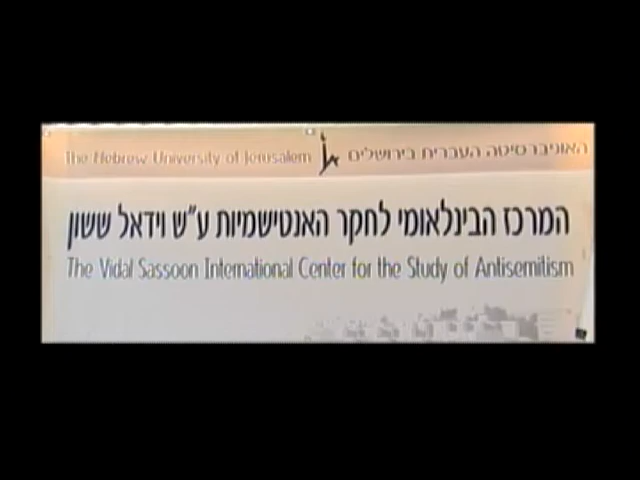 The Hebrew University of Jerusalem האוניברסיטה העברית בירושלים
המרכז הבינלאומי לחקר האנטישמיות ע"ש וידאל ששון
The Vidal Sassoon International Center for the Study of Antisemitism